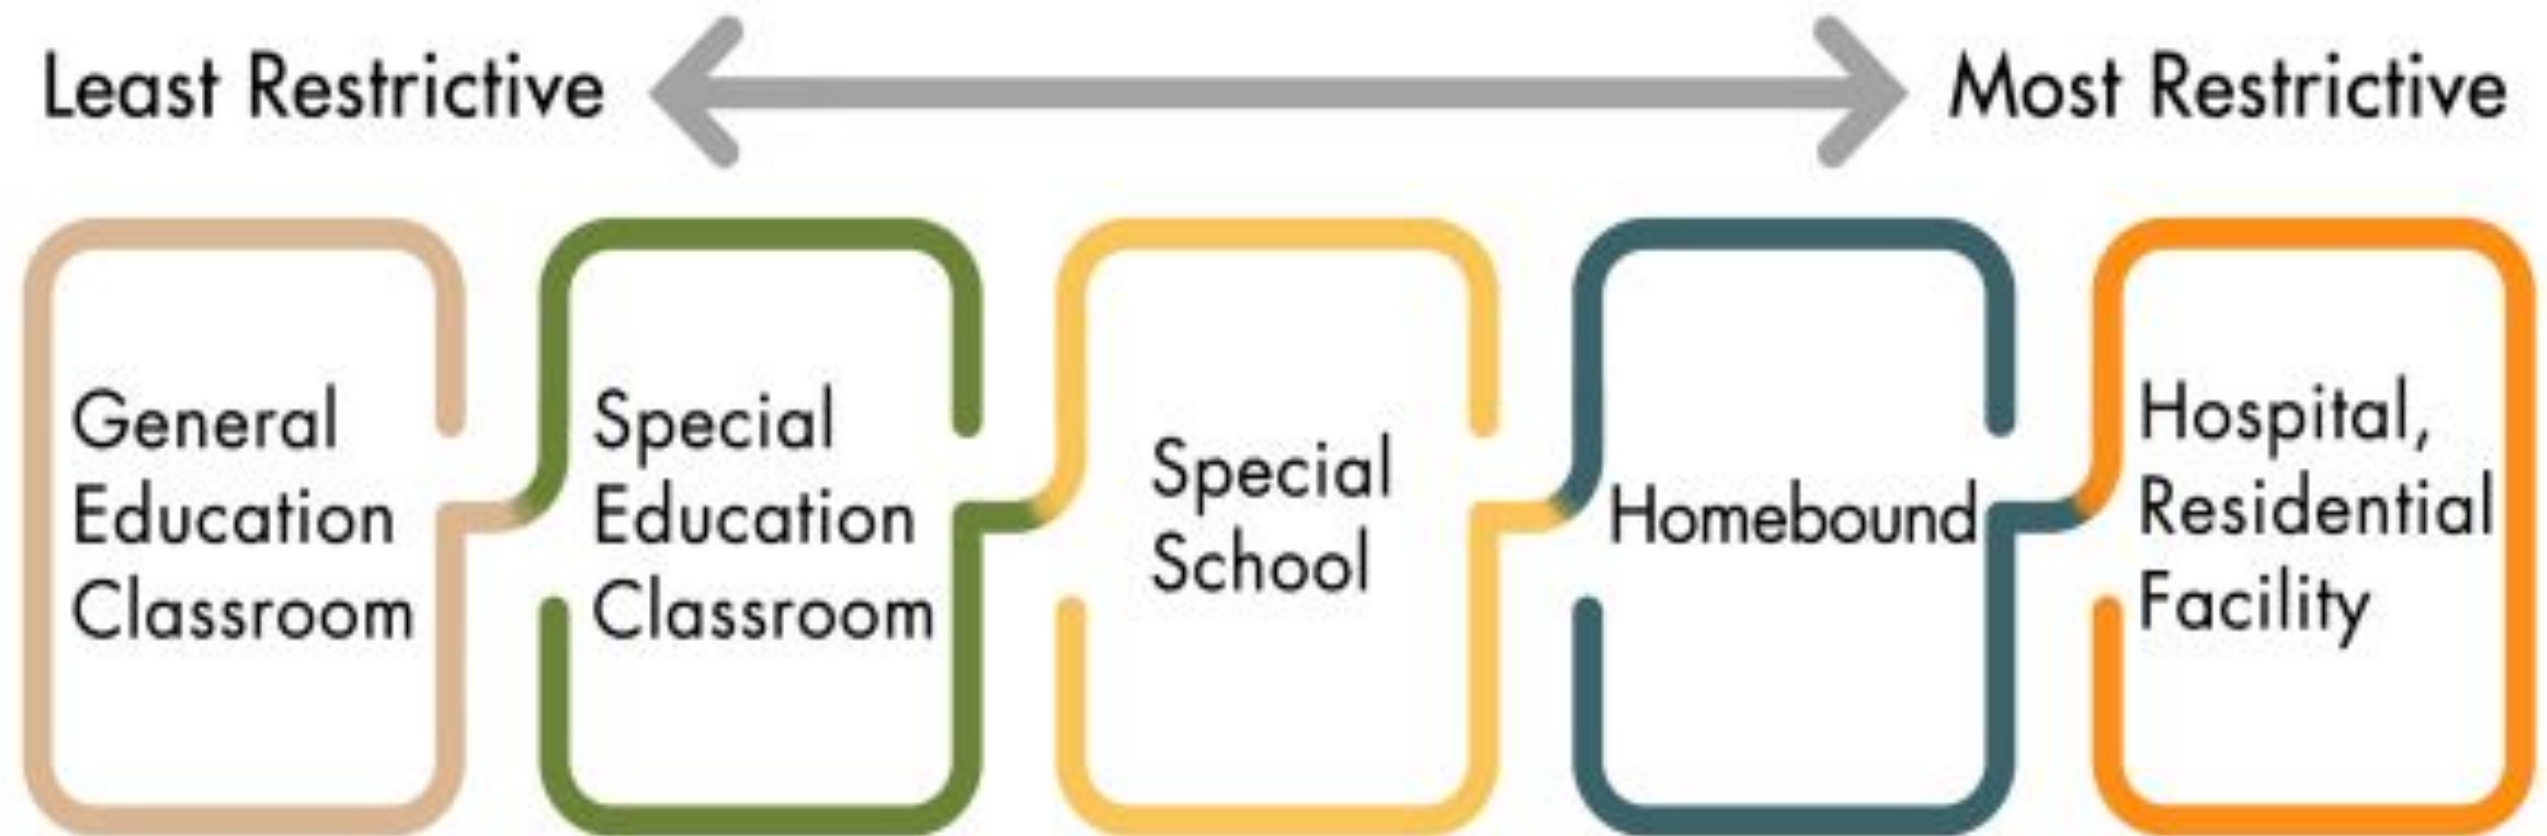 Least Restrictive
Most Restrictive
General
Education
Classroom
Special
Education
Classroom
Special
School
Homebound
Hospital,
Residential
Facility